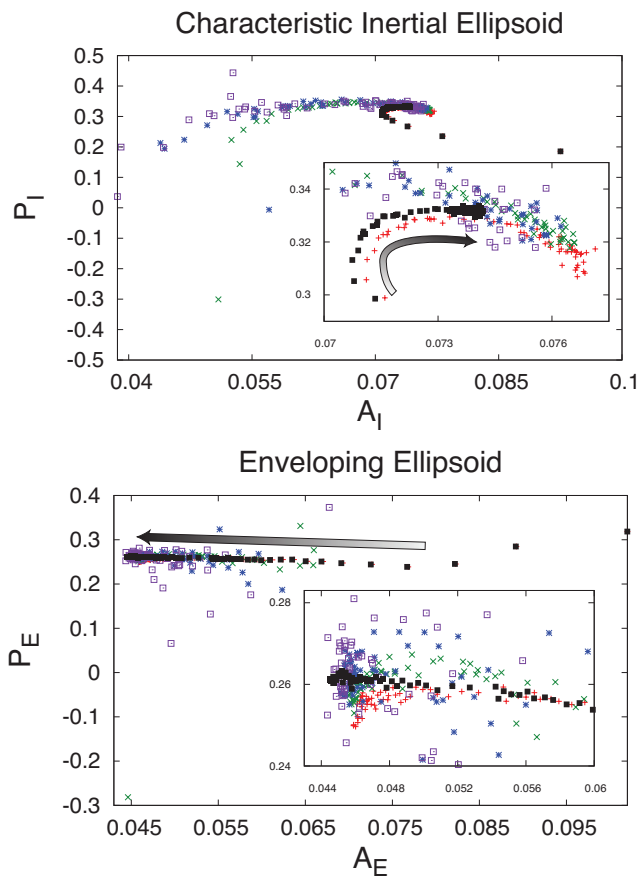 Characteristic Inertial Ellipsoid
0.5
0.4
0.3
0.2
0.1
0
-0.1
-0.2
-0.3
-0.4
-0.5
P_I
0.34
0.32
0.3
0.07 0.073 0.076
0.04 0.055 0.07 0.085 0.1
A_I
Enveloping Ellipsoid
0.4
0.3
0.2
0.1
0
-0.1
-0.2
-0.3
P_E
0.28
0.26
0.24
0.044 0.048 0.052 0.056 0.06
0.045 0.055 0.065 0.075 0.085 0.095
A_E